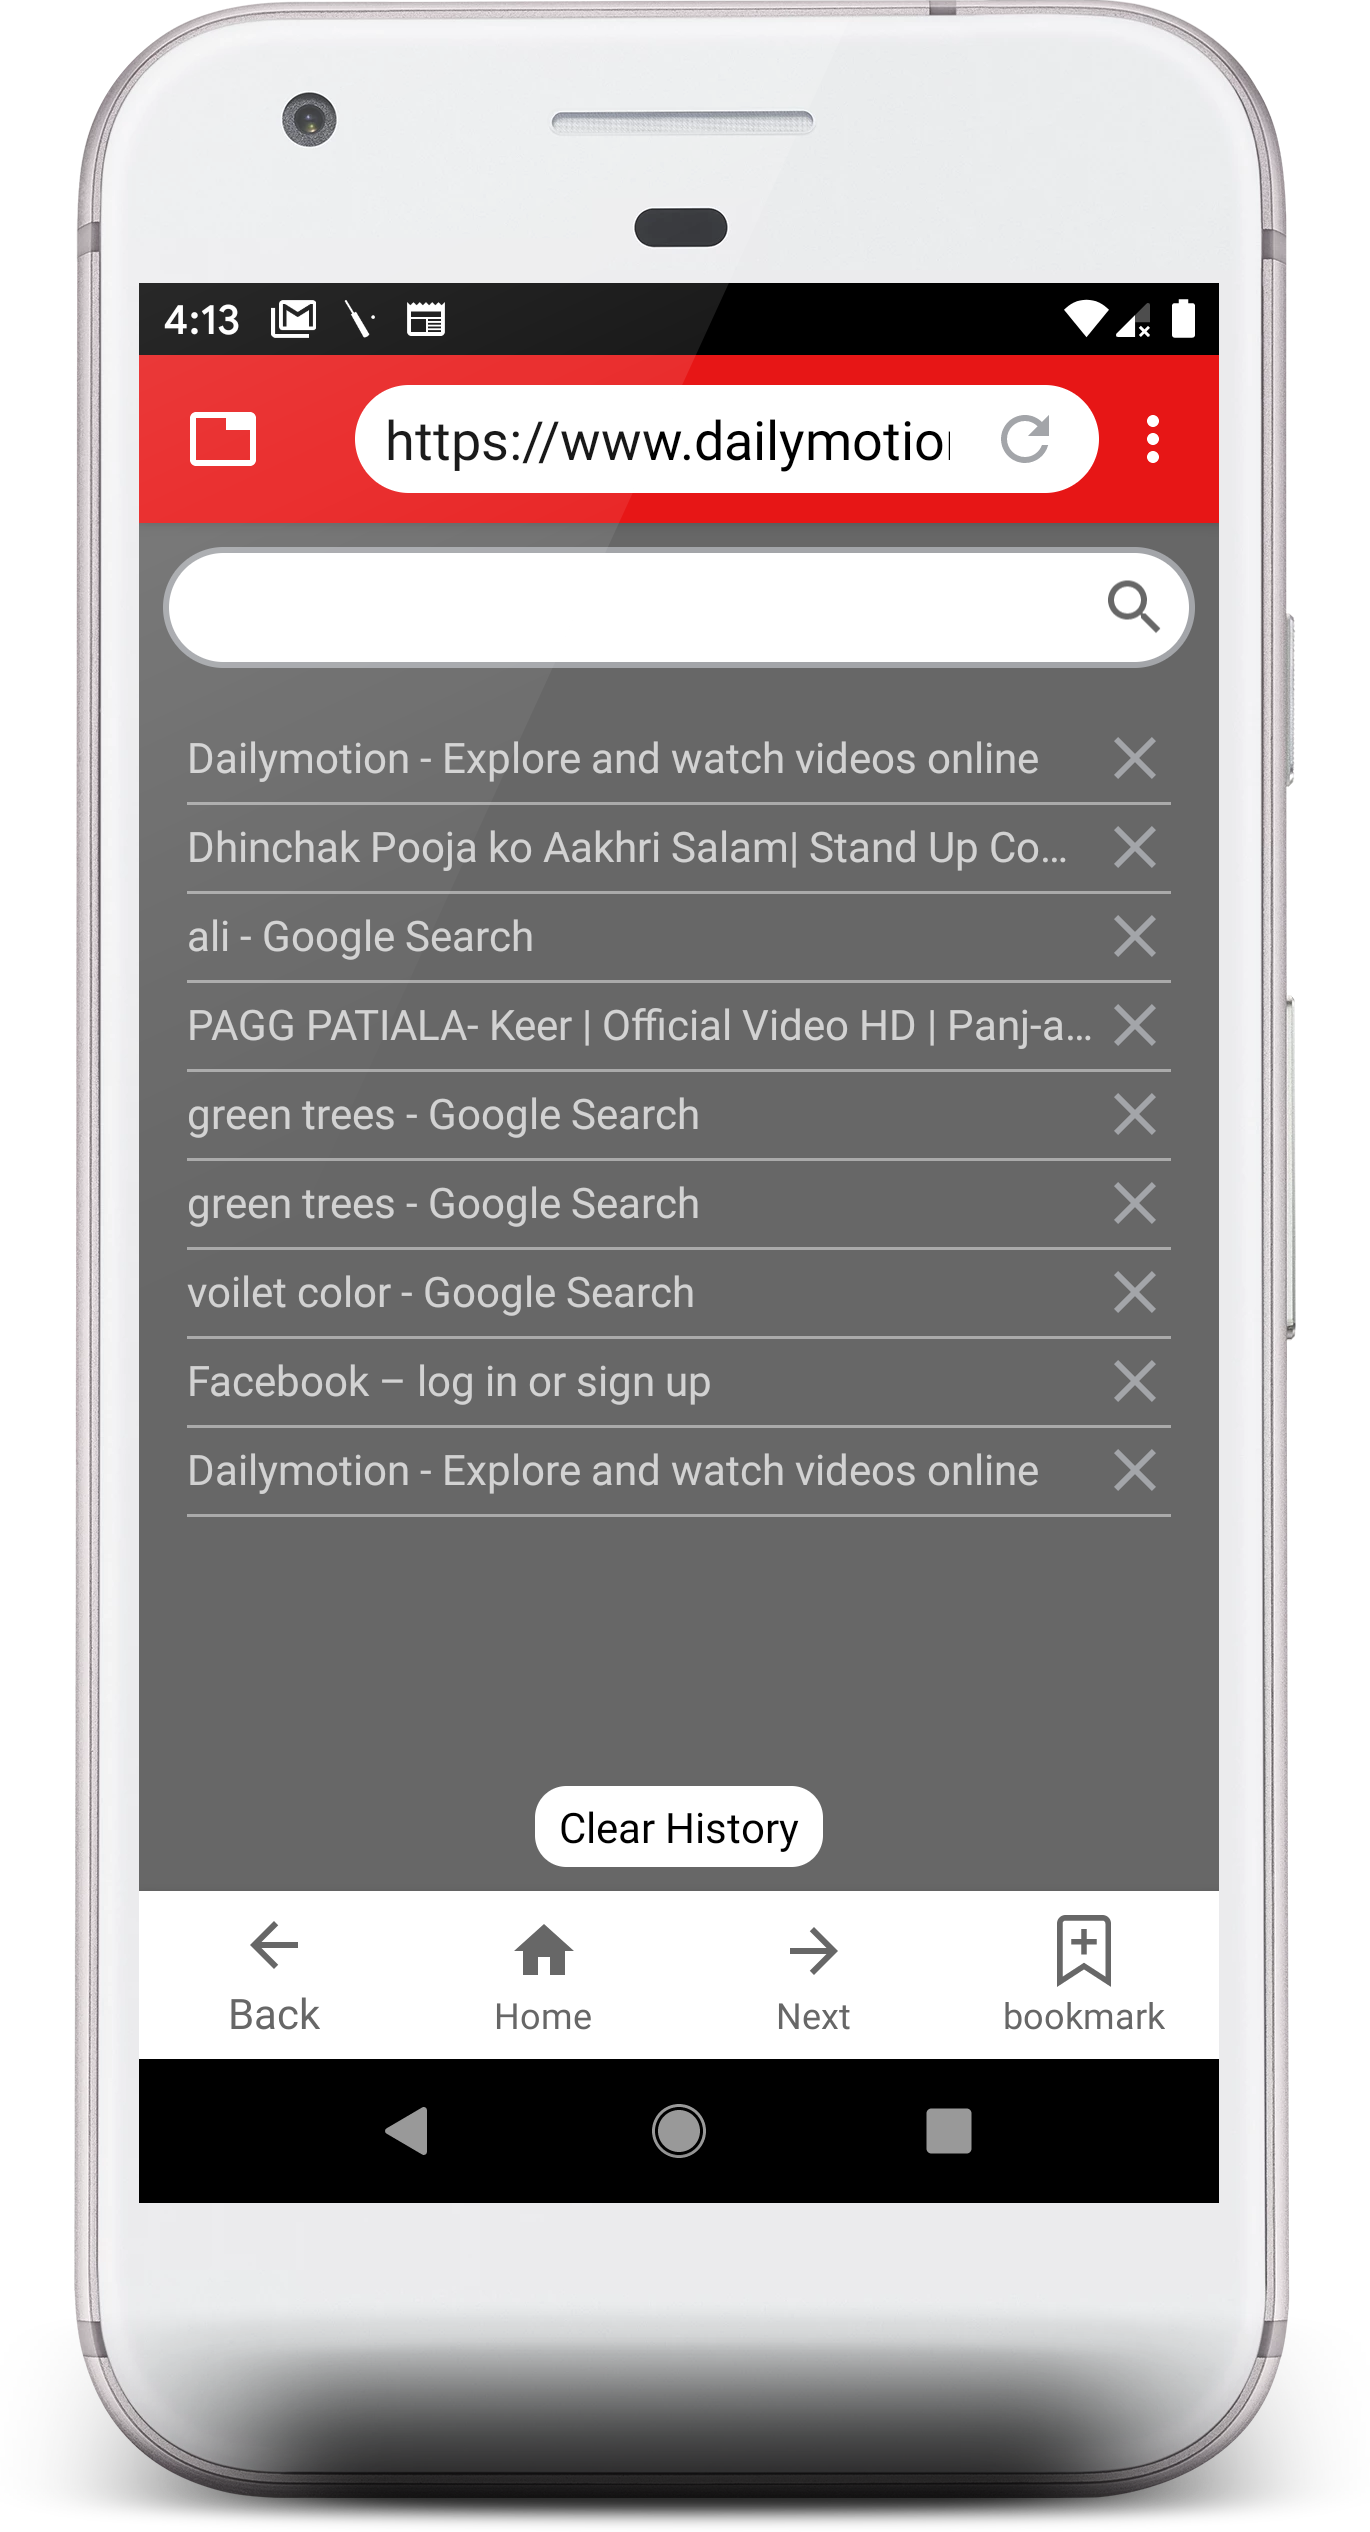 4:13
https://www.dailymotio
Dailymotion - Explore and watch videos online
Dhinchak Pooja ko Aakhri Salam| Stand Up Co...
ali - Google Search
PAGG PATIALA- Keer | Official Video HD | Panj-a...
green trees - Google Search
green trees - Google Search
voilet color - Google Search
Facebook – log in or sign up
Dailymotion - Explore and watch videos online
Clear History
Back Home Next bookmark